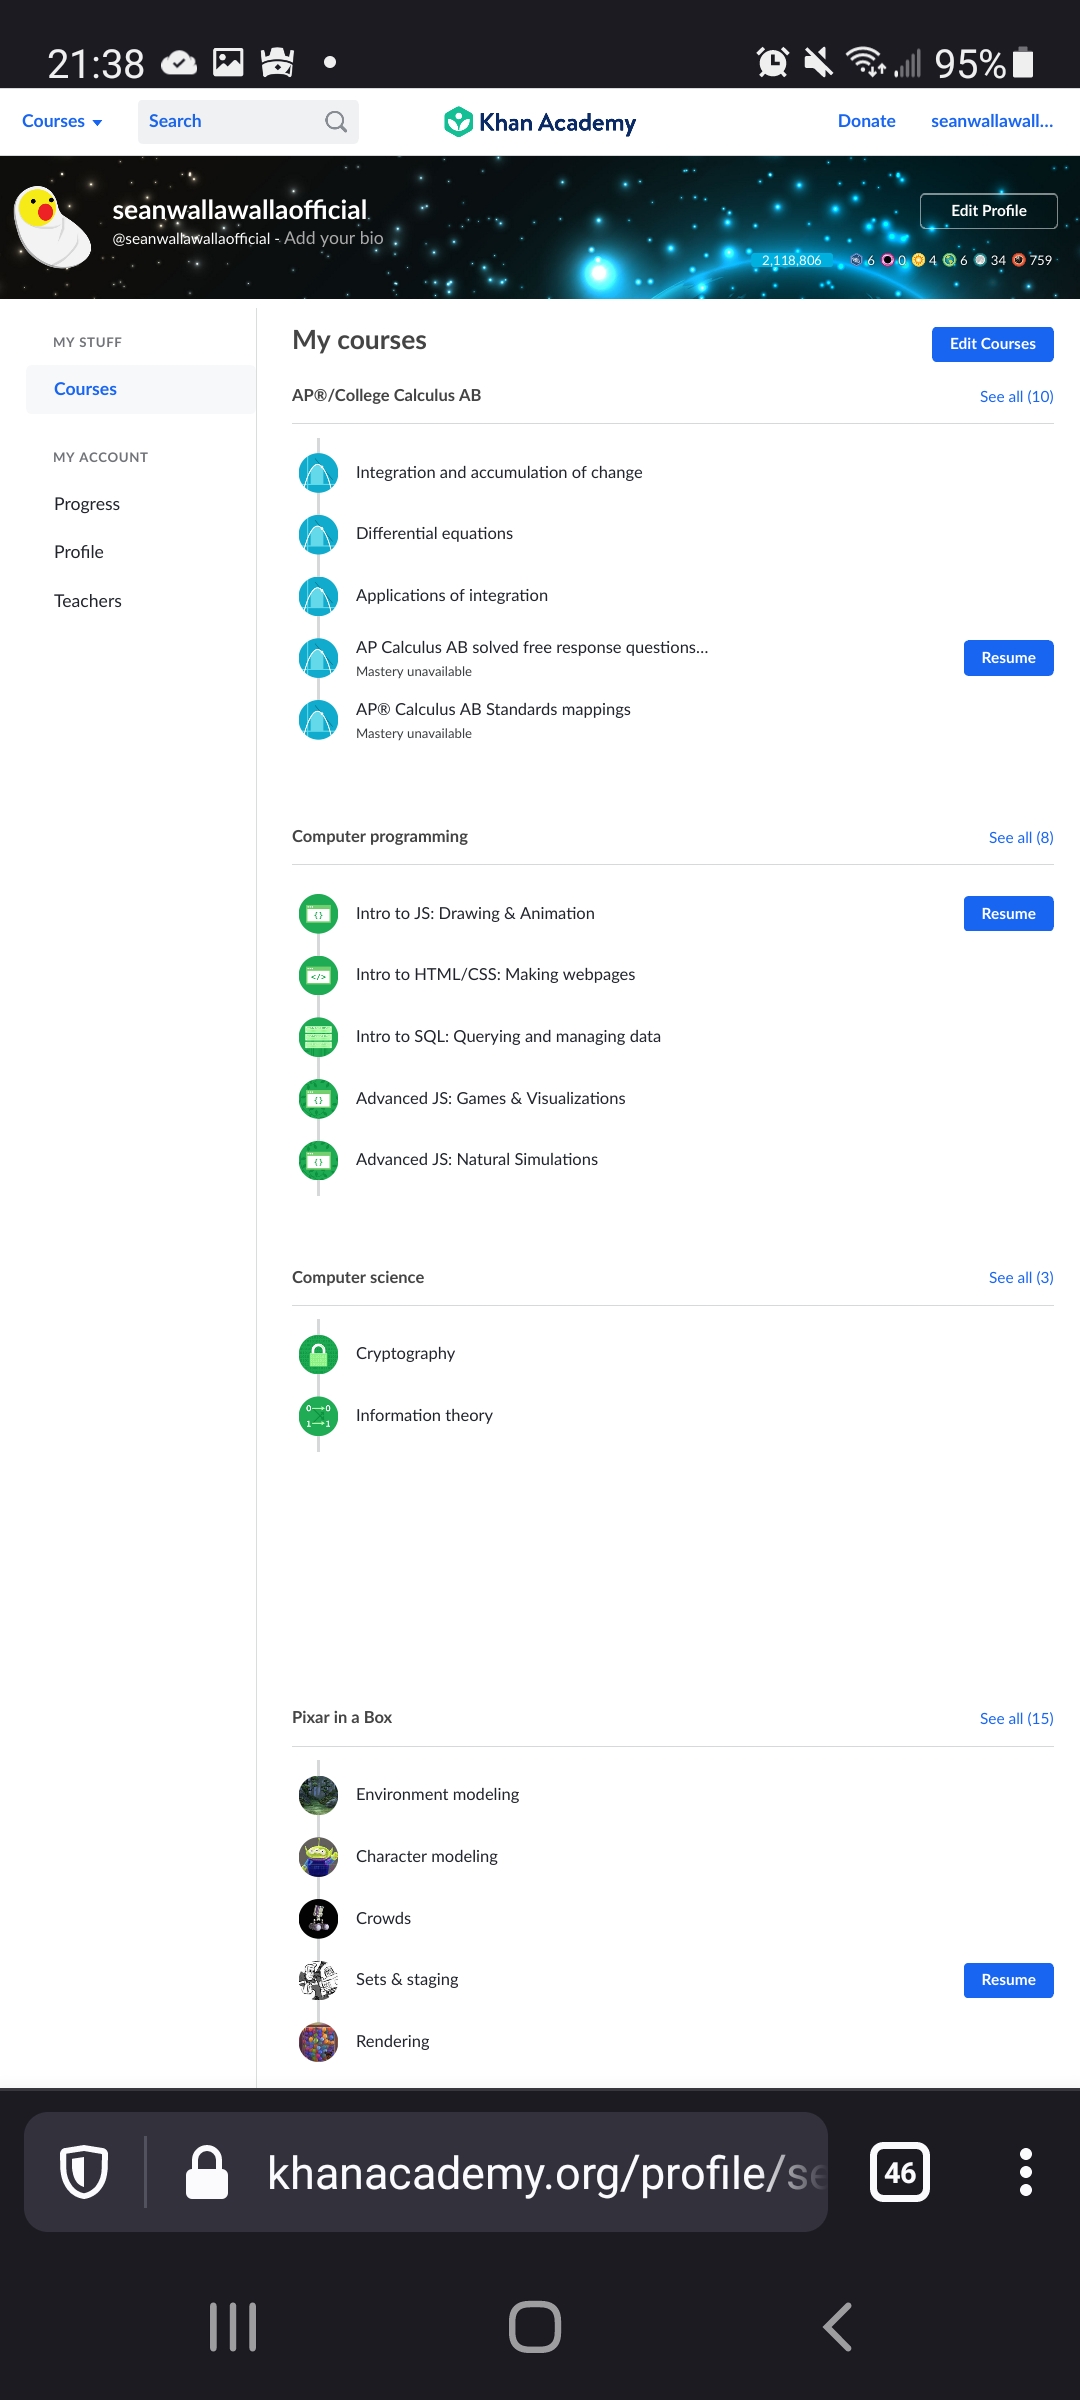 21:38
95%
Courses
Search
Khan Academy
Donate
seanwallawall...
seanwallawallaofficial
@seanwallawallaofficial - Add your bio
Edit Profile
2,118,806
6 0 4 6 34 759
MY STUFF
Courses
MY ACCOUNT
Progress
Profile
Teachers
My courses
Edit Courses
AP®/College Calculus AB
See all (10)
Integration and accumulation of change
Differential equations
Applications of integration
AP Calculus AB solved free response questions...
Mastery unavailable
Resume
AP® Calculus AB Standards mappings
Mastery unavailable
Computer programming
See all (8)
Intro to JS: Drawing & Animation
Resume
Intro to HTML/CSS: Making webpages
Intro to SQL: Querying and managing data
Advanced JS: Games & Visualizations
Advanced JS: Natural Simulations
Computer science
See all (3)
Cryptography
Information theory
Pixar in a Box
See all (15)
Environment modeling
Character modeling
Crowds
Sets & staging
Resume
Rendering
khanacademy.org/profile/se
46